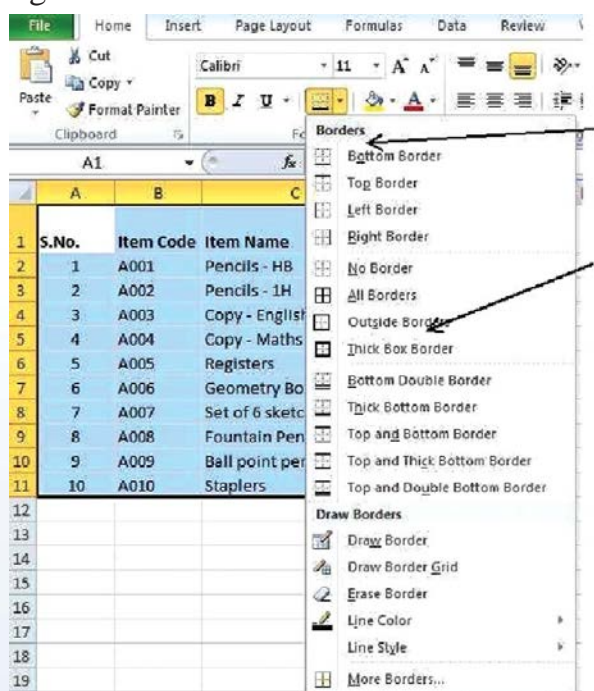 File Home Insert Page Layout Formulas Data Review
Cut
Copy
Format Painter
Paste
Clipboard
Calibri 11 A A
B I U A
A1 fx
A B C
1 S.No. Item Code Item Name
2 1 A001 Pencils - HB
3 2 A002 Pencils - 1H
4 3 A003 Copy - English
5 4 A004 Copy - Maths
6 5 A005 Registers
7 6 A006 Geometry Bo
8 7 A007 Set of 6 sketc
9 8 A008 Fountain Pen
10 9 A009 Ball point per
11 10 A010 Staplers
12
13
14
15
16
17
18
19
Borders
Bottom Border
Top Border
Left Border
Right Border
No Border
All Borders
Outside Borders
Thick Box Border
Bottom Double Border
Thick Bottom Border
Top and Bottom Border
Top and Thick Bottom Border
Top and Double Bottom Border
Draw Borders
Draw Border
Draw Border Grid
Erase Border
Line Color
Line Style
More Borders...